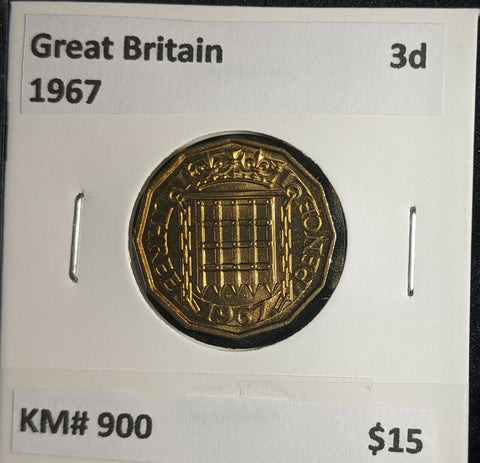 Great Britain 3d
1967
THREE PENCE
1967
KM# 900 $15